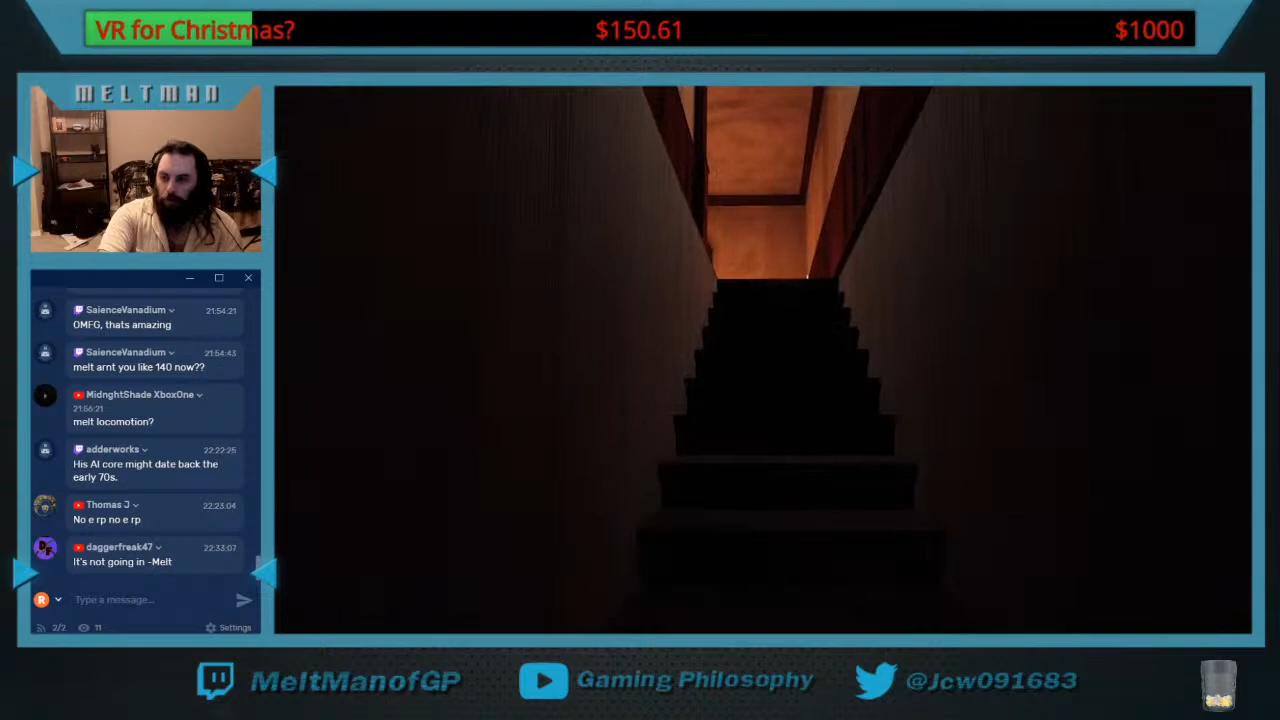 VR for Christmas? $150.61 $1000
MELTMAN
SaienceVanadium 21:54:21
OMFG, thats amazing
SaienceVanadium 21:54:43
melt arnt you like 140 now??
MidnghtShade XboxOne
21:56:21
melt locomotion?
adderworks 22:22:25
His AI core might date back the
early 70s.
Thomas J 22:23:04
No e rp no e rp
daggerfreak47 22:33:07
It's not going in -Melt
R Type a message...
2/2 11 Settings
MeltManofGP Gaming Philosophy @Jcw091683